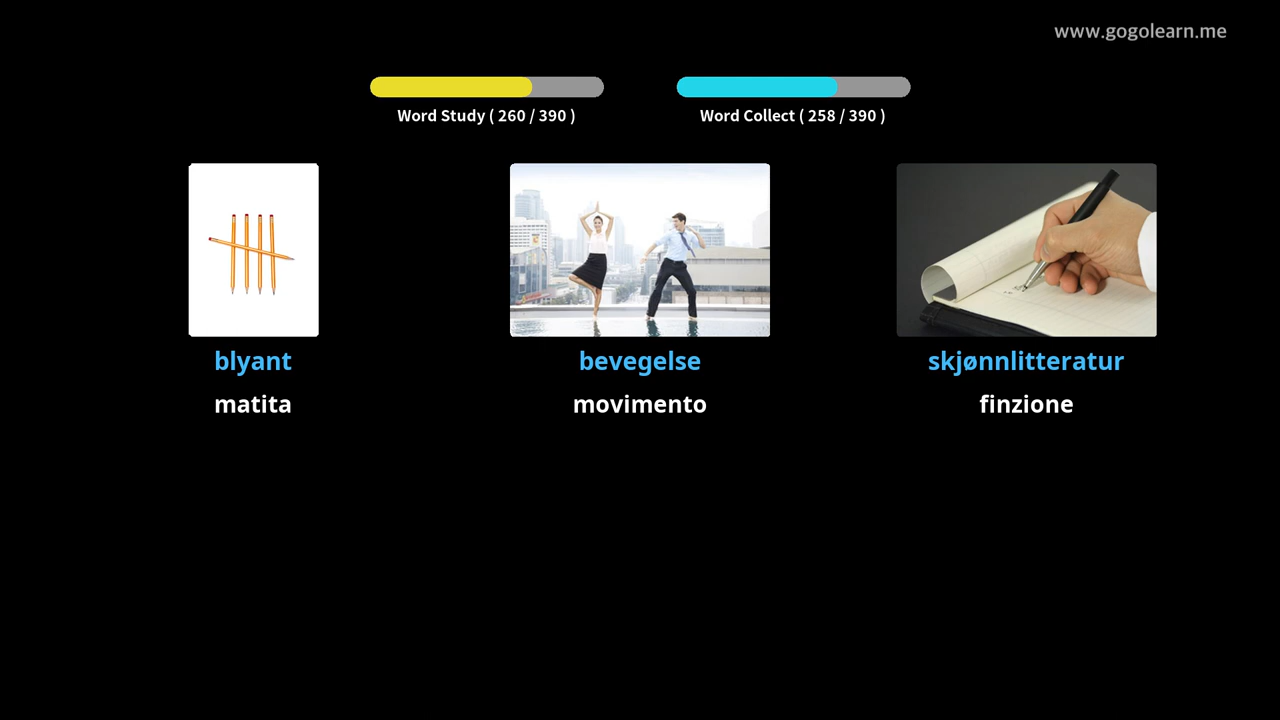 www.gogolearn.me
Word Study ( 260 / 390 )
Word Collect ( 258 / 390 )
blyant
bevegelse
skjønnlitteratur
matita
movimento
finzione